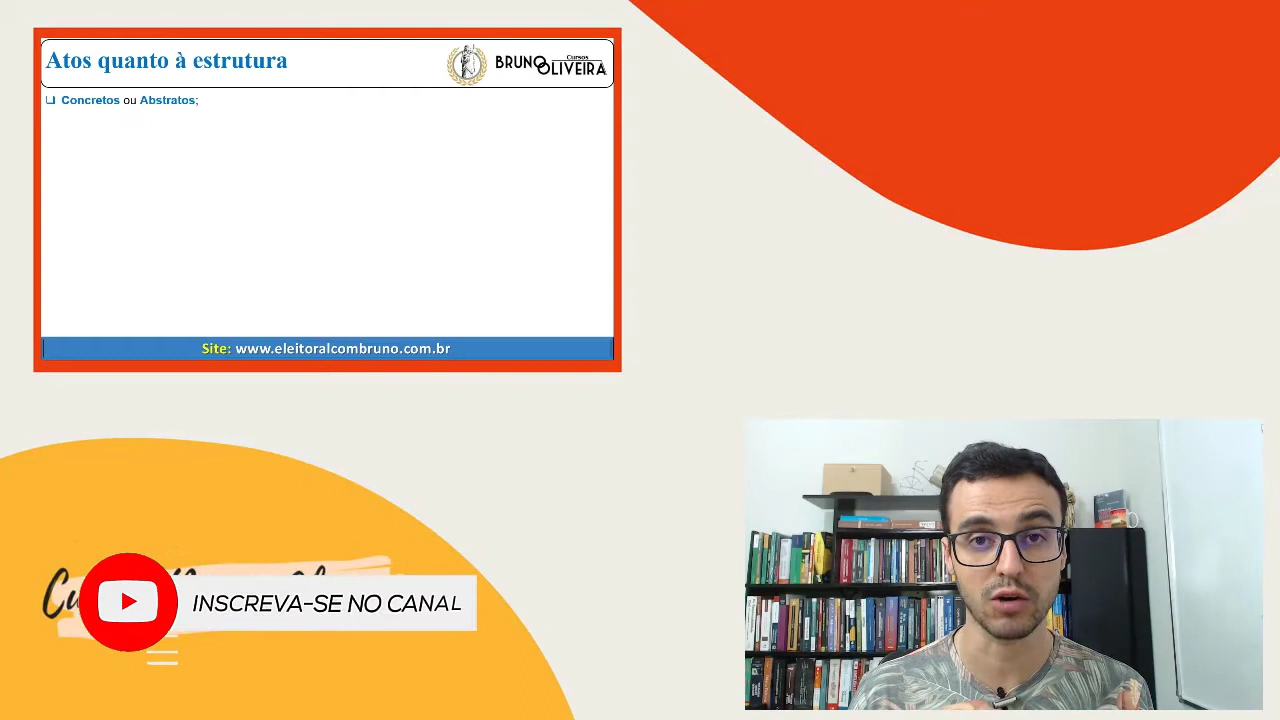 Atos quanto à estrutura
Cursos
BRUNO
OLIVEIRA
❑ Concretos ou Abstratos;
Site: www.eleitoralcombruno.com.br
INSCREVA-SE NO CANAL